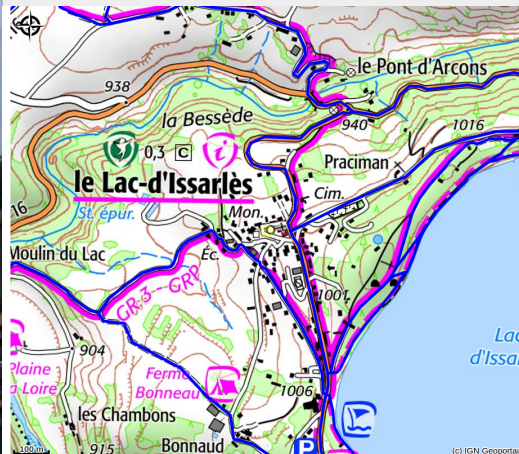 le Pont d'Arcons
938
la Bessède
940
1016
0,3 C
Praciman
le Lac-d'Issarlès
Cim.
16
St. épur.
Mon.
Moulin du Lac
Éc.
GR 3 - GRP
1001
904
Plaine
a Loire
Ferme
Bonneau
1006
Lac
d'Issar
les Chambons
915
Bonnaud
P
100 m
(c) IGN Geoportail